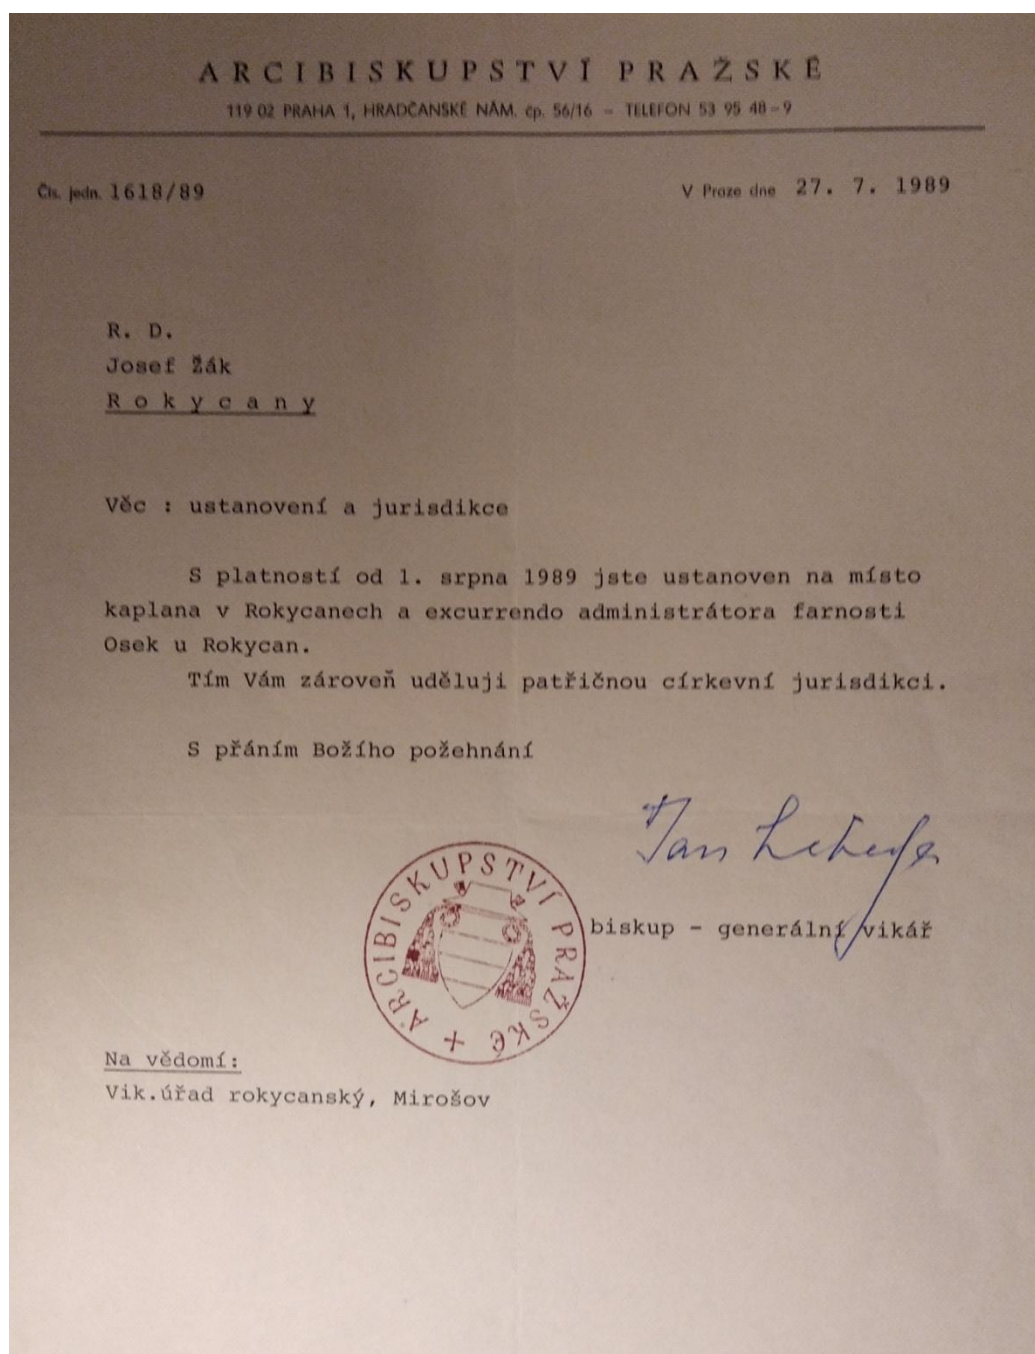 ARCIBISKUPSTVÍ PRAŽSKÉ
119 02 PRAHA 1, HRADČANSKÉ NÁM. čp. 56/16 – TELEFON 53 95 48–9
Čís. jedn. 1618/89
V Praze dne 27. 7. 1989
R. D.
Josef Žák
Rokycany
Věc : ustanovení a jurisdikce
S platností od 1. srpna 1989 jste ustanoven na místo
kaplana v Rokycanech a excurrendo administrátora farnosti
Osek u Rokycan.
Tím Vám zároveň uděluji patřičnou církevní jurisdikci.
S přáním Božího požehnání
Jan
biskup - generální vikář
ARCIBISKUPSTVÍ PRAŽSKÉ
Na vědomí:
Vik.úřad rokycanský, Mirošov